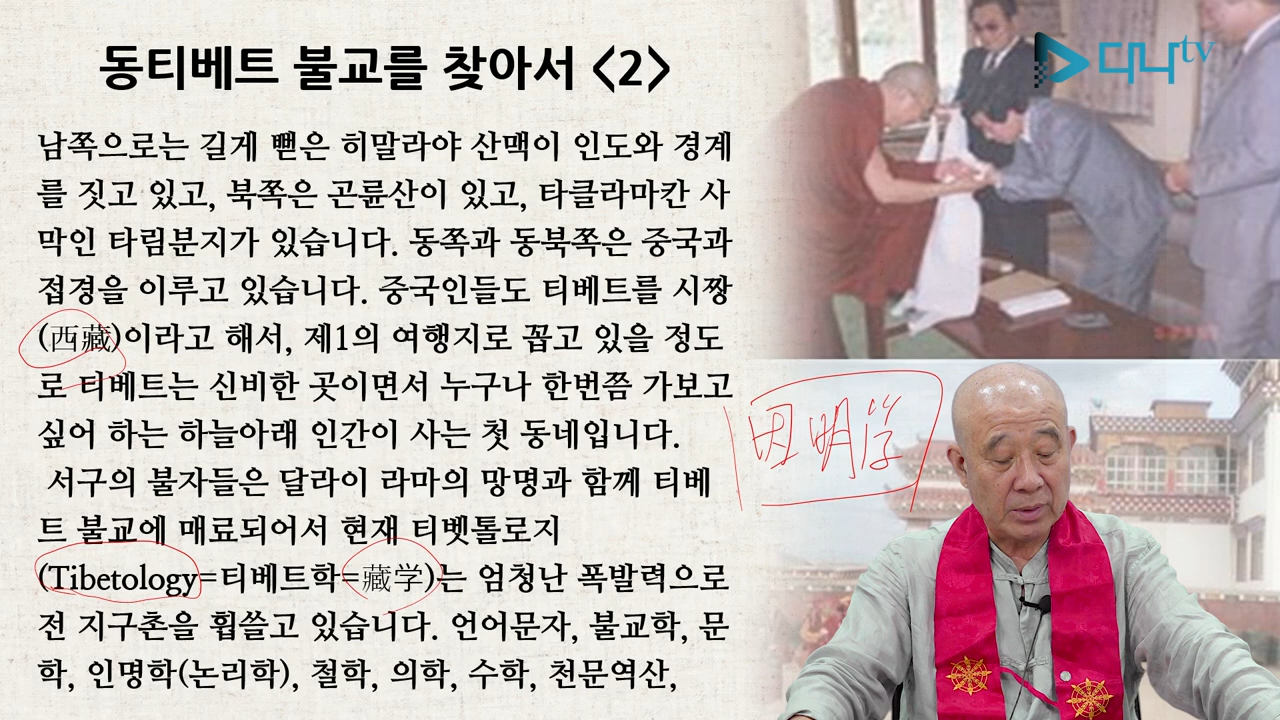 동티베트 불교를 찾아서 <2>
남쪽으로는 길게 뻗은 히말라야 산맥이 인도와 경계
를 짓고 있고, 북쪽은 곤륜산이 있고, 타클라마칸 사
막인 타림분지가 있습니다. 동쪽과 동북쪽은 중국과
접경을 이루고 있습니다. 중국인들도 티베트를 시짱
(西藏)이라고 해서, 제1의 여행지로 꼽고 있을 정도
로 티베트는 신비한 곳이면서 누구나 한번쯤 가보고
싶어 하는 하늘아래 인간이 사는 첫 동네입니다.
서구의 불자들은 달라이 라마의 망명과 함께 티베
트 불교에 매료되어서 현재 티벳톨로지
(Tibetology=티베트학=藏学)는 엄청난 폭발력으로
전 지구촌을 휩쓸고 있습니다. 언어문자, 불교학, 문
학, 인명학(논리학), 철학, 의학, 수학, 천문역산,
tv
因明学